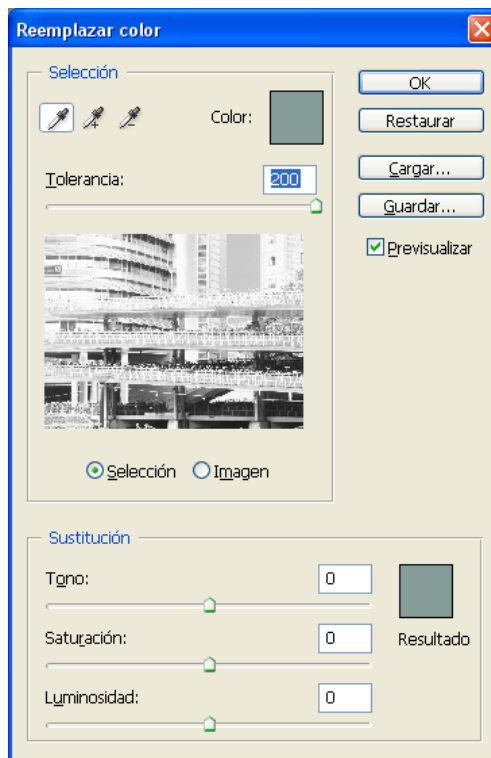 Reemplazar color
Selección
Color:
Tolerancia:
200
Selección
Imagen
OK
Restaurar
Cargar...
Guardar...
Previsualizar
Sustitución
Tono:
0
Saturación:
0
Resultado
Luminosidad:
0